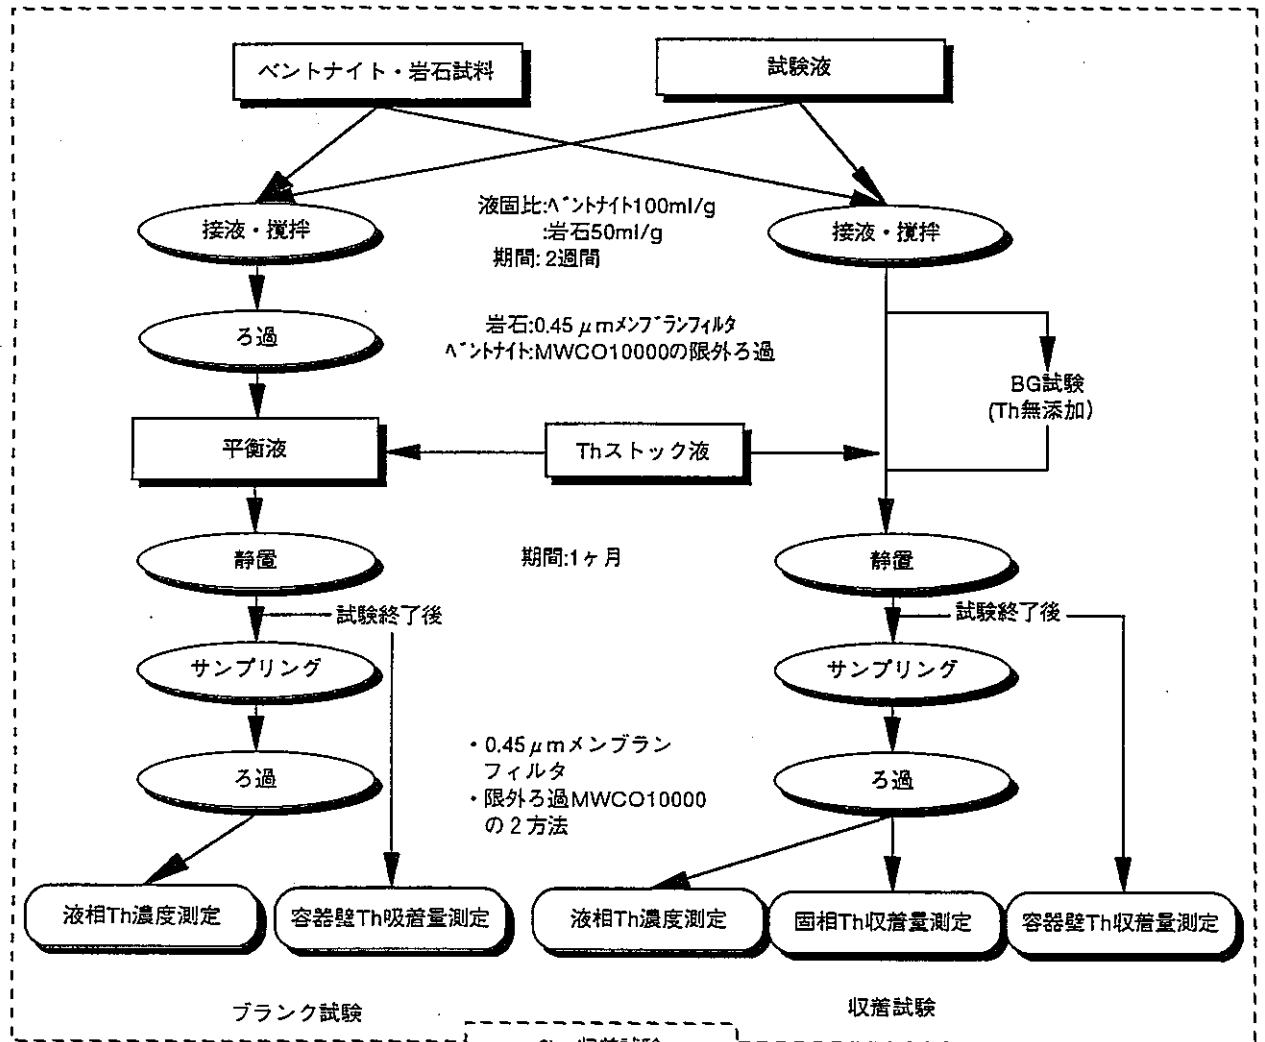 ベントナイト・岩石試料
試験液
接液・撹拌
液固比:ベントナイト100ml/g
:岩石50ml/g
期間:2週間
接液・撹拌
ろ過
岩石:0.45μmメンブランフィルタ
ベントナイト:MWCO10000の限外ろ過
BG試験
(Th無添加)
平衡液
Thストック液
静置
期間:1ヶ月
静置
試験終了後
試験終了後
サンプリング
サンプリング
ろ過
・0.45μmメンブラン
フィルタ
・限外ろ過MWCO10000
の2方法
ろ過
液相Th濃度測定
容器壁Th吸着量測定
液相Th濃度測定
固相Th収着量測定
容器壁Th収着量測定
ブランク試験
収着試験
収着試験